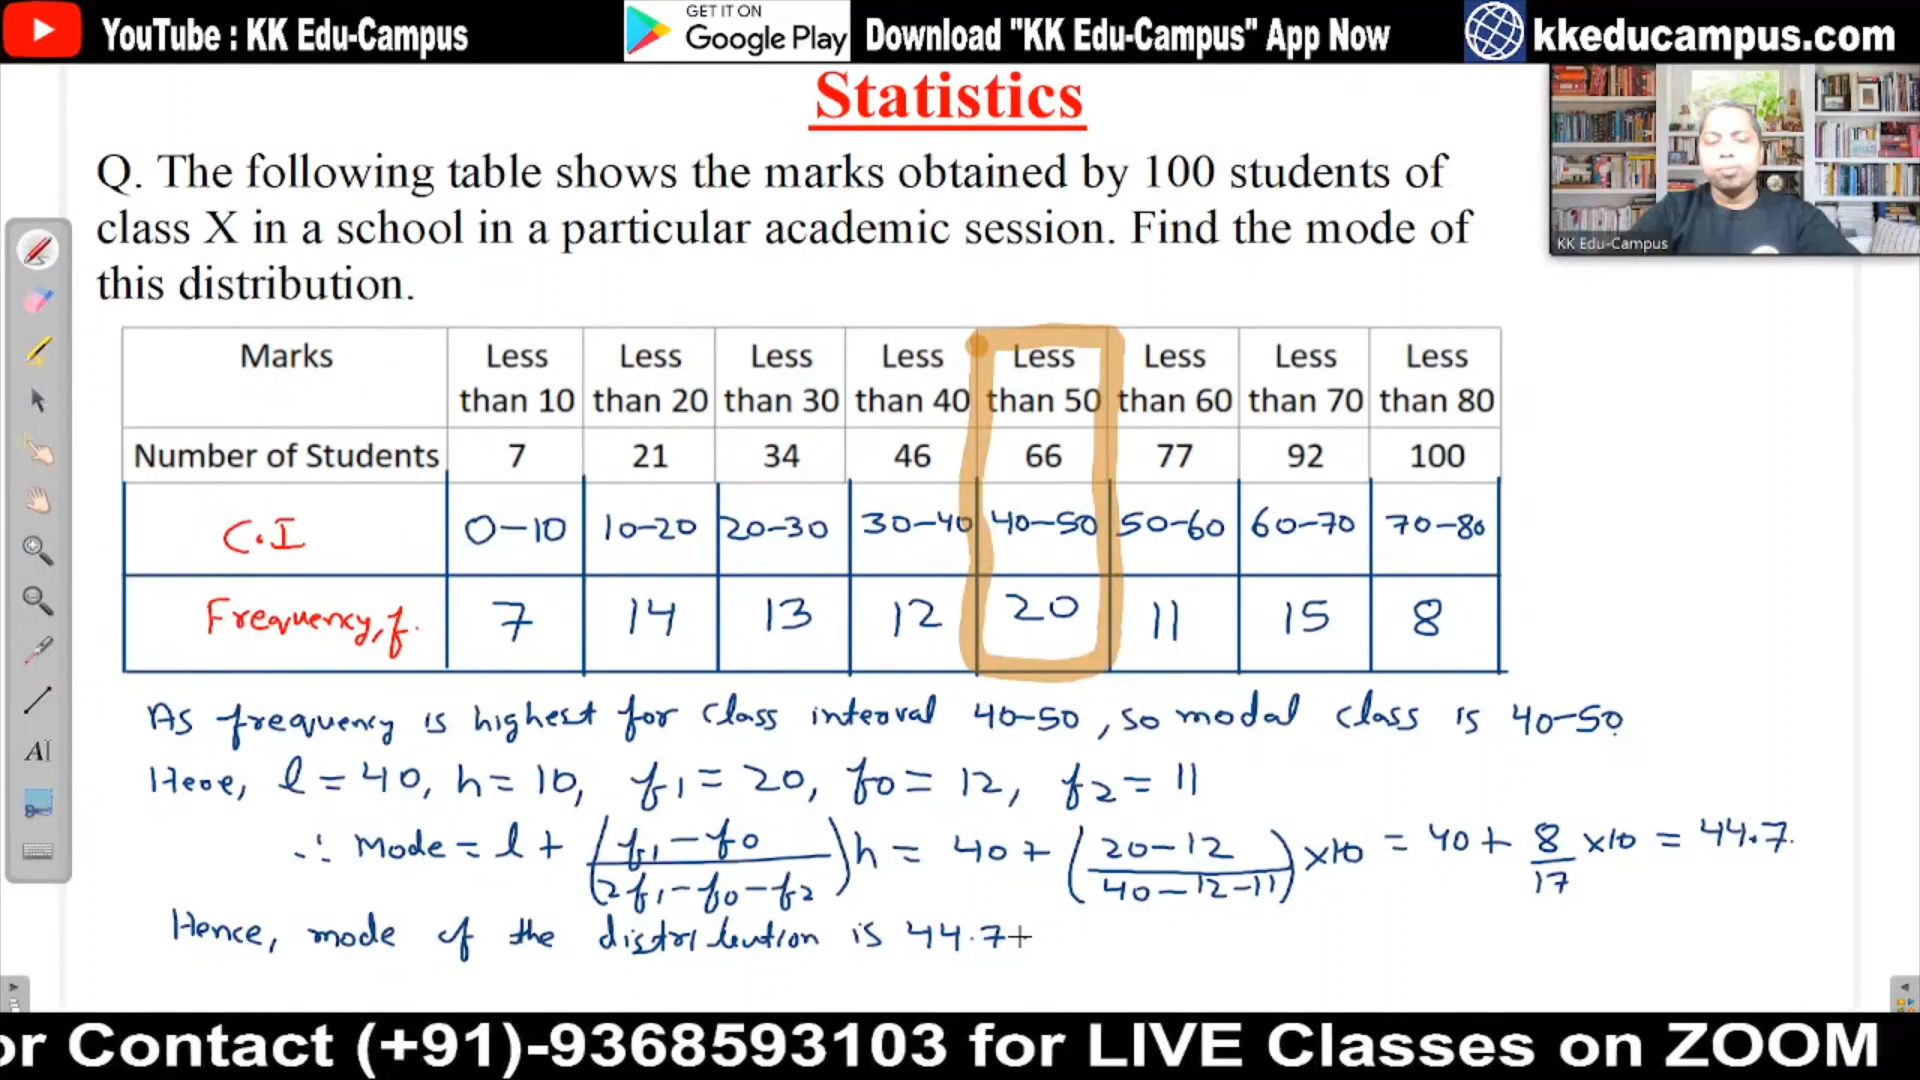 YouTube : KK Edu-Campus
GET IT ON
Google Play
Download "KK Edu-Campus" App Now
kkeducampus.com
Statistics
KK Edu-Campus
Q. The following table shows the marks obtained by 100 students of
class X in a school in a particular academic session. Find the mode of
this distribution.
Marks Less than 10 Less than 20 Less than 30 Less than 40 Less than 50 Less than 60 Less than 70 Less than 80
Number of Students 7 21 34 46 66 77 92 100
C.I 0-10 10-20 20-30 30-40 40-50 50-60 60-70 70-80
Frequency, f. 7 14 13 12 20 11 15 8
As frequency is highest for class interval 40-50, so modal class is 40-50.
Here, l = 40, h = 10, f1 = 20, f0 = 12, f2 = 11
∴ Mode = l + (f1 - f0 / 2f1 - f0 - f2) h = 40 + (20-12 / 40-12-11) ×10 = 40 + 8/17 ×10 = 44.7.
Hence, mode of the distribution is 44.7
AI
or Contact (+91)-9368593103 for LIVE Classes on ZOOM